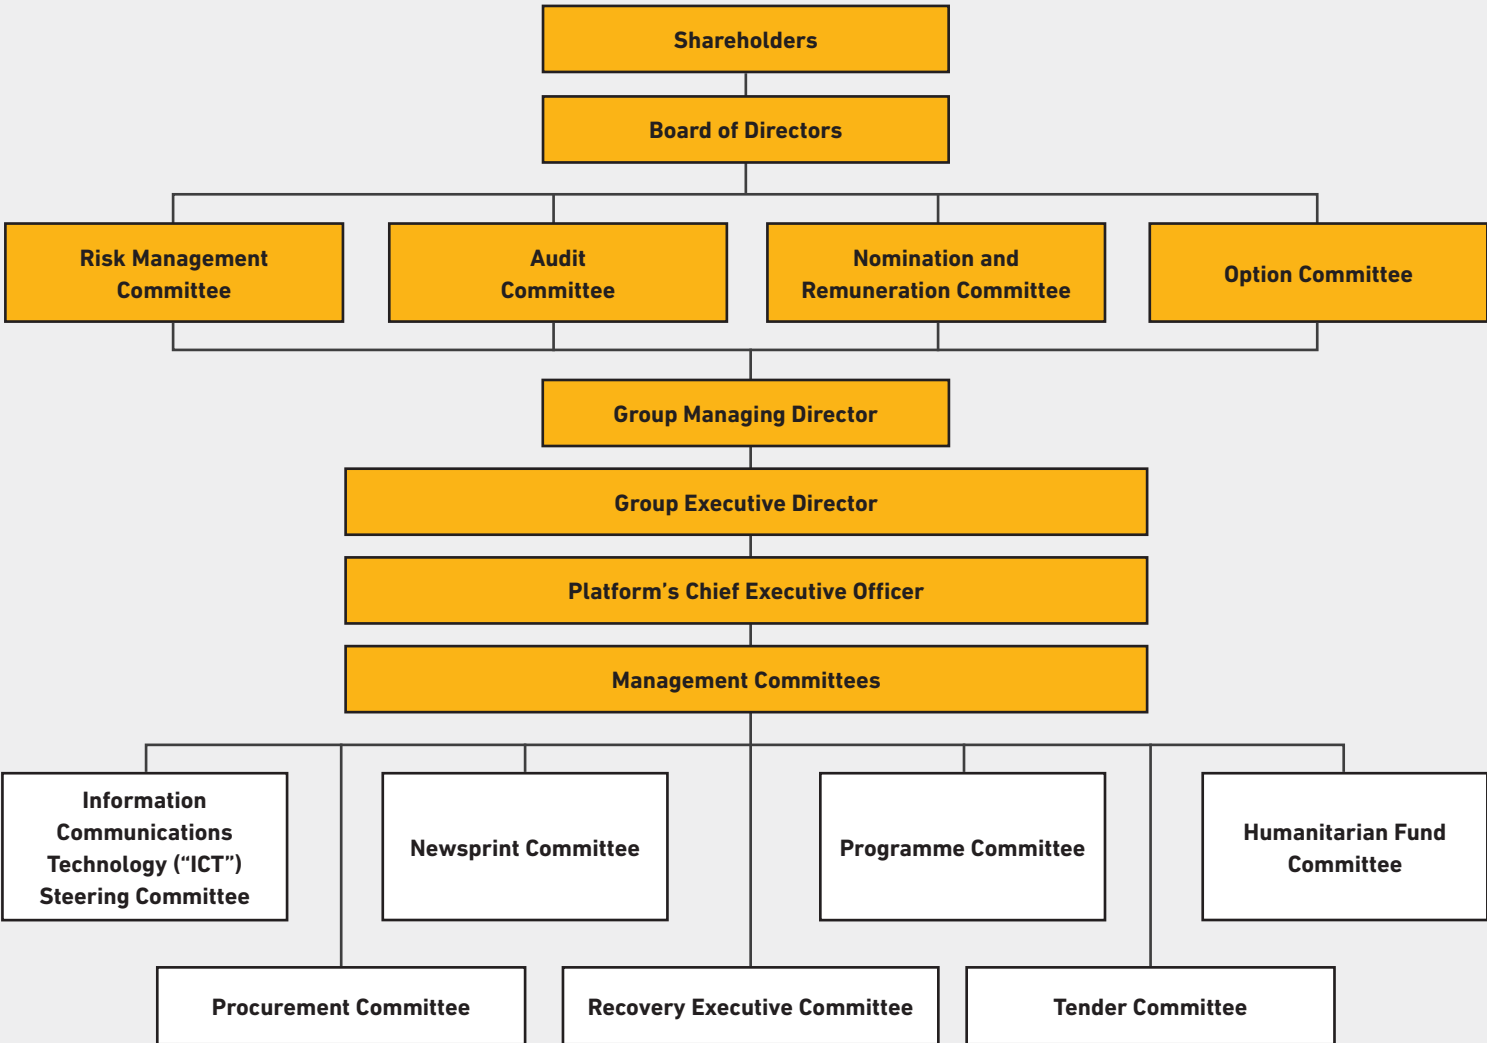 Shareholders
Board of Directors
Risk Management
Committee
Audit
Committee
Nomination and
Remuneration Committee
Option Committee
Group Managing Director
Group Executive Director
Platform’s Chief Executive Officer
Management Committees
Information
Communications
Technology (“ICT”)
Steering Committee
Newsprint Committee
Programme Committee
Humanitarian Fund
Committee
Procurement Committee
Recovery Executive Committee
Tender Committee